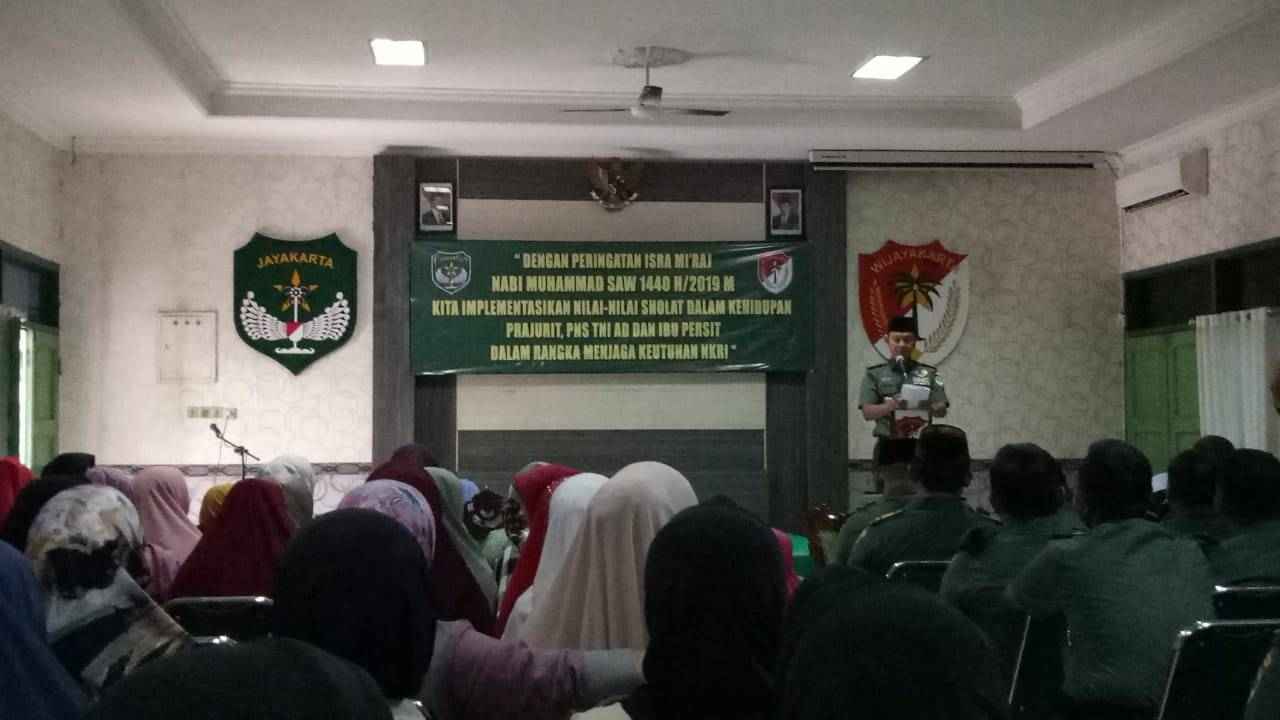 JAYAKARTA
" DENGAN PERINGATAN ISRA MI'RAJ
NABI MUHAMMAD SAW 1440 H/2019 M
KITA IMPLEMENTASIKAN NILAI-NILAI SHOLAT DALAM KEHIDUPAN
PRAJURIT, PNS TNI AD DAN IBU PERSIT
DALAM RANGKA MENJAGA KEUTUHAN NKRI "
WIJAYAKART